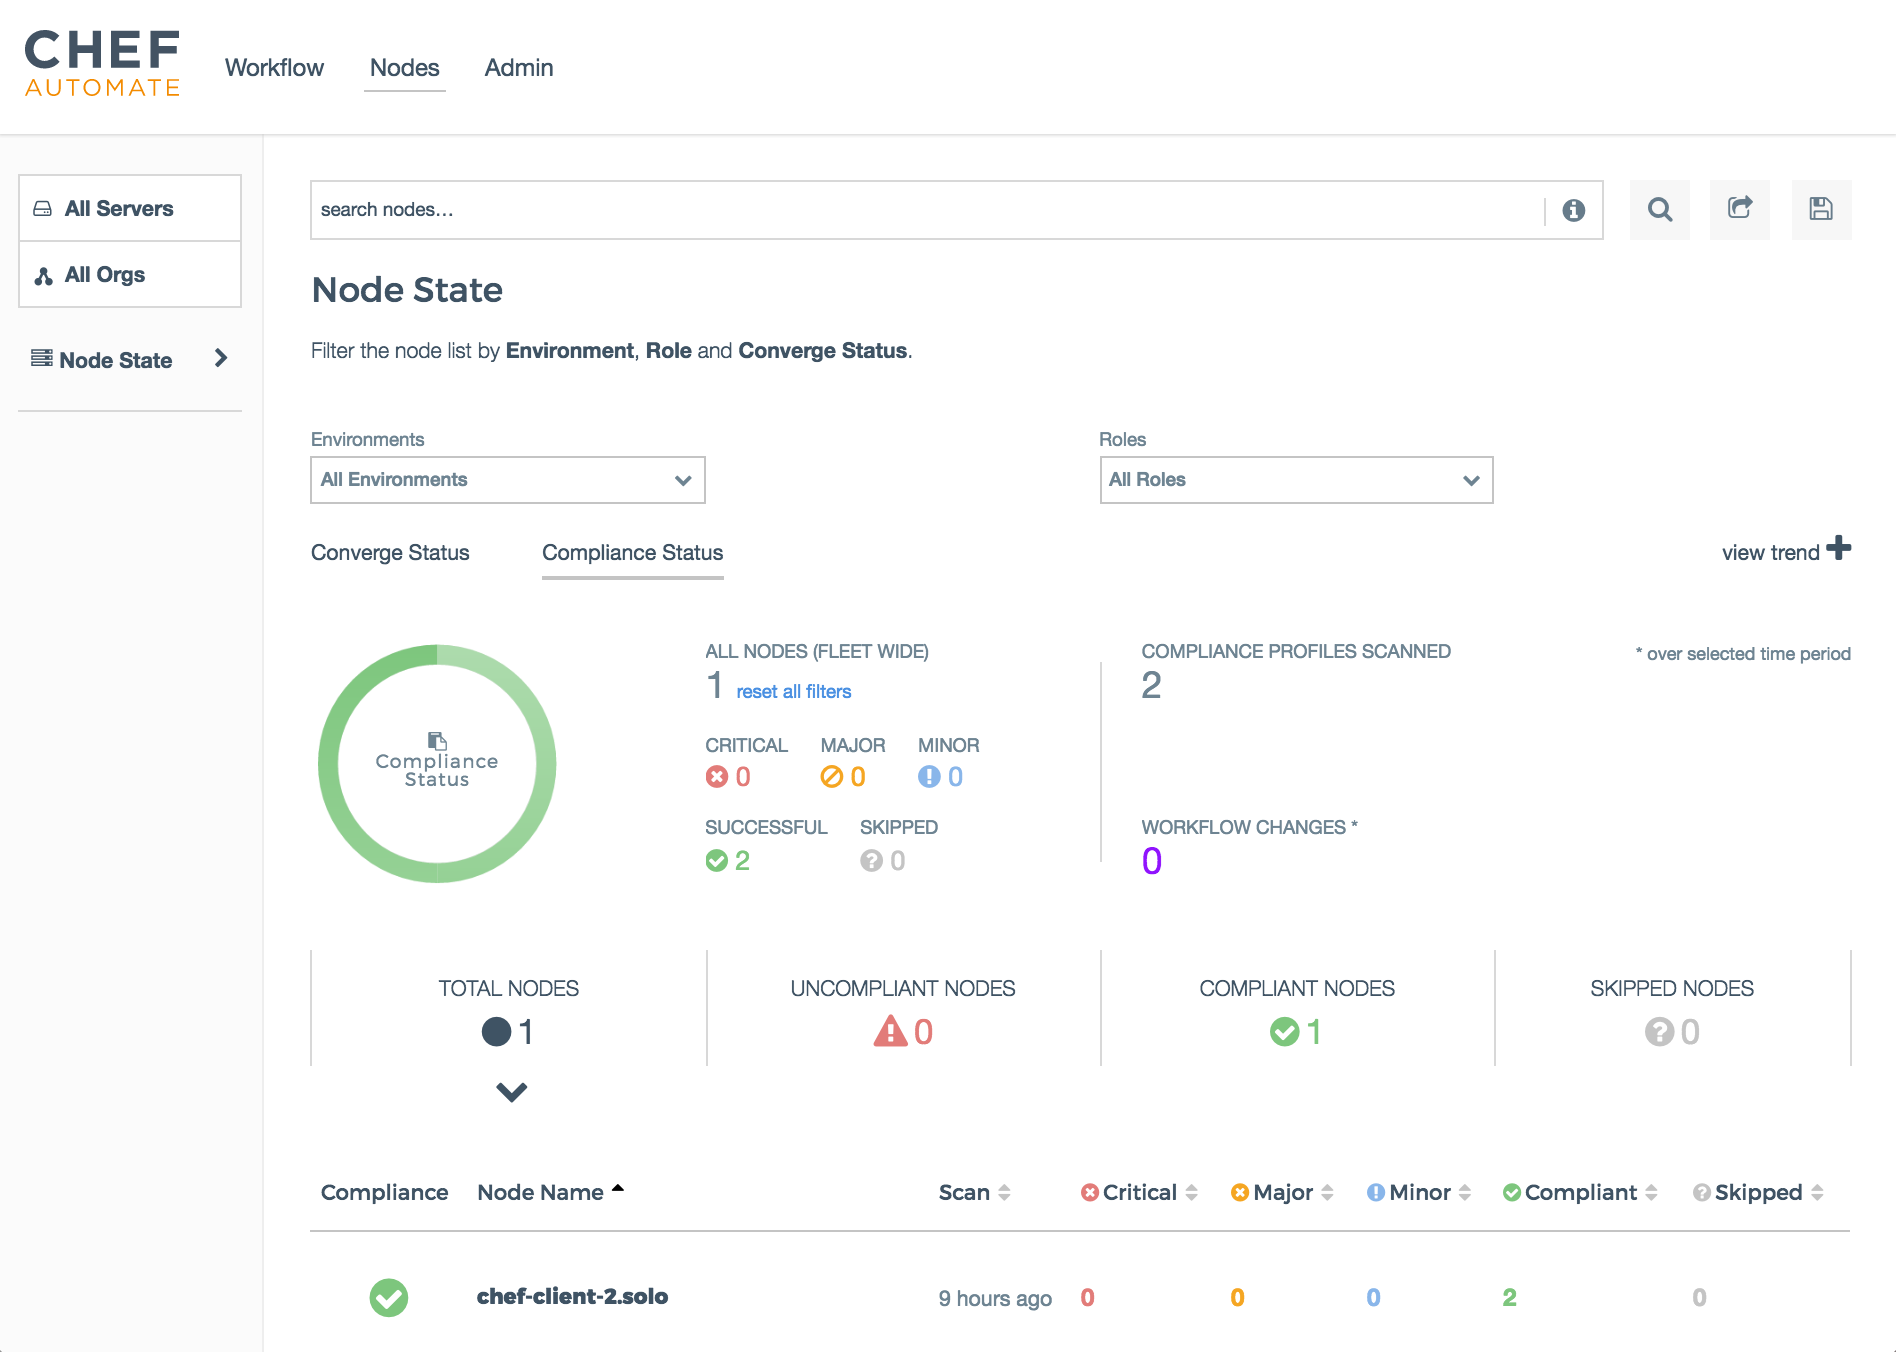 CHEF
AUTOMATE
Workflow
Nodes
Admin
All Servers
All Orgs
Node State
search nodes...
Node State
Filter the node list by Environment, Role and Converge Status.
Environments
All Environments
Roles
All Roles
Converge Status
Compliance Status
view trend
Compliance
Status
ALL NODES (FLEET WIDE)
1 reset all filters
CRITICAL MAJOR MINOR
0 0 0
SUCCESSFUL SKIPPED
2 0
COMPLIANCE PROFILES SCANNED
2
* over selected time period
WORKFLOW CHANGES *
0
TOTAL NODES
1
UNCOMPLIANT NODES
0
COMPLIANT NODES
1
SKIPPED NODES
0
Compliance Node Name Scan Critical Major Minor Compliant Skipped
chef-client-2.solo 9 hours ago 0 0 0 2 0